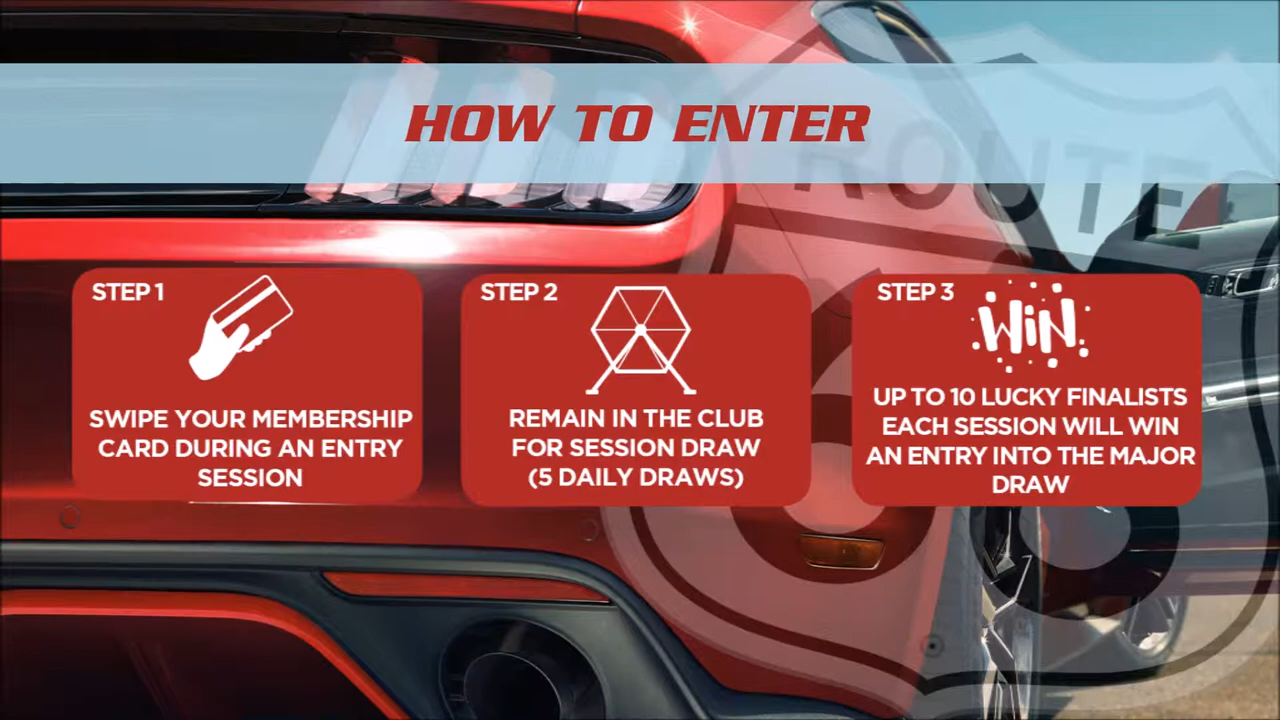 HOW TO ENTER
ROUTE
66
STEP 1
SWIPE YOUR MEMBERSHIP
CARD DURING AN ENTRY
SESSION
STEP 2
REMAIN IN THE CLUB
FOR SESSION DRAW
(5 DAILY DRAWS)
STEP 3
WiN
UP TO 10 LUCKY FINALISTS
EACH SESSION WILL WIN
AN ENTRY INTO THE MAJOR
DRAW